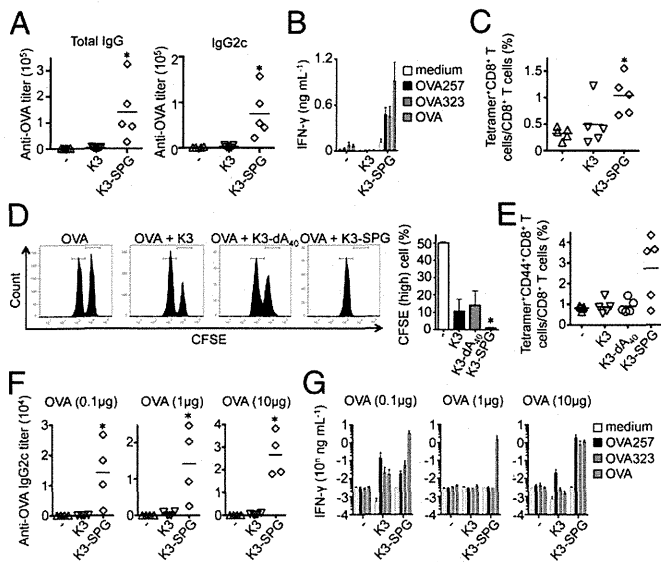 A
Total IgG
IgG2c
Anti-OVA titer (10⁵)
3
2
1
0
*
-
K3
K3-SPG
Anti-OVA titer (10⁵)
2
1
0
*
-
K3
K3-SPG
B
IFN-γ (ng mL⁻¹)
0.9
0
medium
OVA257
OVA323
OVA
-
K3
K3-SPG
C
Tetramer⁺CD8⁺ T
cells/CD8⁺ T cells (%)
1.5
1.0
0.5
0
*
-
K3
K3-SPG
D
OVA
OVA + K3
OVA + K3-dA₄₀
OVA + K3-SPG
Count
CFSE
CFSE
(high) cell (%)
50
40
30
20
10
0
*
-
K3
K3-dA₄₀
K3-SPG
E
Tetramer⁺CD44⁺CD8⁺ T
cells/CD8⁺ T cells (%)
4
3
2
1
0
-
K3
K3-dA₄₀
K3-SPG
F
OVA (0.1μg)
OVA (1μg)
OVA (10μg)
Anti-OVA IgG2c titer (10⁴)
3
2
1
0
*
-
K3
K3-SPG
2
1
0
*
-
K3
K3-SPG
4
3
2
1
0
*
-
K3
K3-SPG
G
OVA (0.1μg)
OVA (1μg)
OVA (10μg)
IFN-γ (10ⁿ ng mL⁻¹)
1
0
-1
-2
-3
-4
-
K3
K3-SPG
1
0
-1
-2
-3
-4
-
K3
K3-SPG
1
0
-1
-2
-3
-4
-
K3
K3-SPG
medium
OVA257
OVA323
OVA